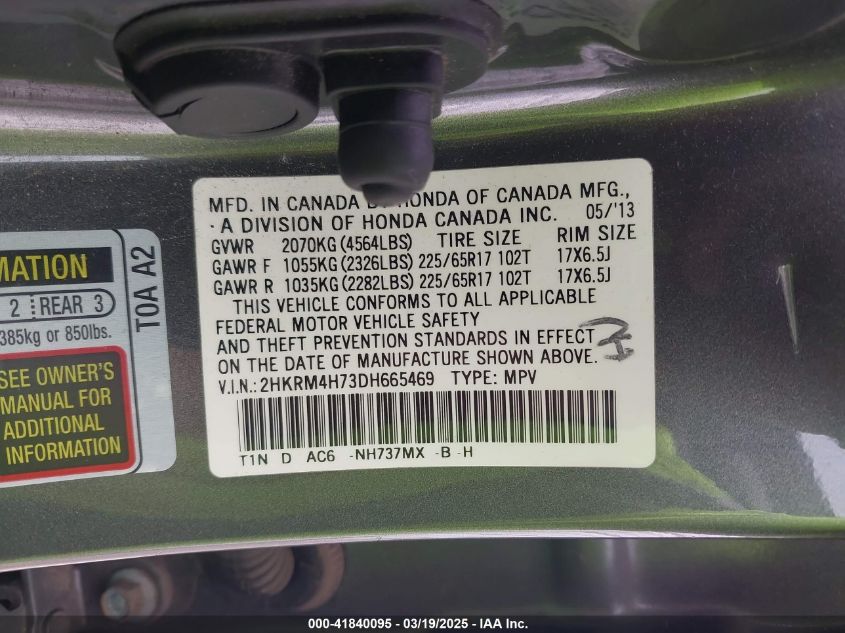 MFD. IN CANADA BY HONDA OF CANADA MFG.,
A DIVISION OF HONDA CANADA INC. 05/'13
GVWR 2070KG (4564LBS) TIRE SIZE RIM SIZE
GAWR F 1055KG (2326LBS) 225/65R17 102T 17X6.5J
GAWR R 1035KG (2282LBS) 225/65R17 102T 17X6.5J
THIS VEHICLE CONFORMS TO ALL APPLICABLE
FEDERAL MOTOR VEHICLE SAFETY
AND THEFT PREVENTION STANDARDS IN EFFECT
ON THE DATE OF MANUFACTURE SHOWN ABOVE.
V.I.N.: 2HKRM4H73DH665469 TYPE: MPV
T1N D AC6 -NH737MX -B -H
MATION
2 REAR 3
385kg or 850lbs.
SEE OWNER'S
MANUAL FOR
ADDITIONAL
INFORMATION
T0A A2
000-41840095 - 03/19/2025 - IAA Inc.